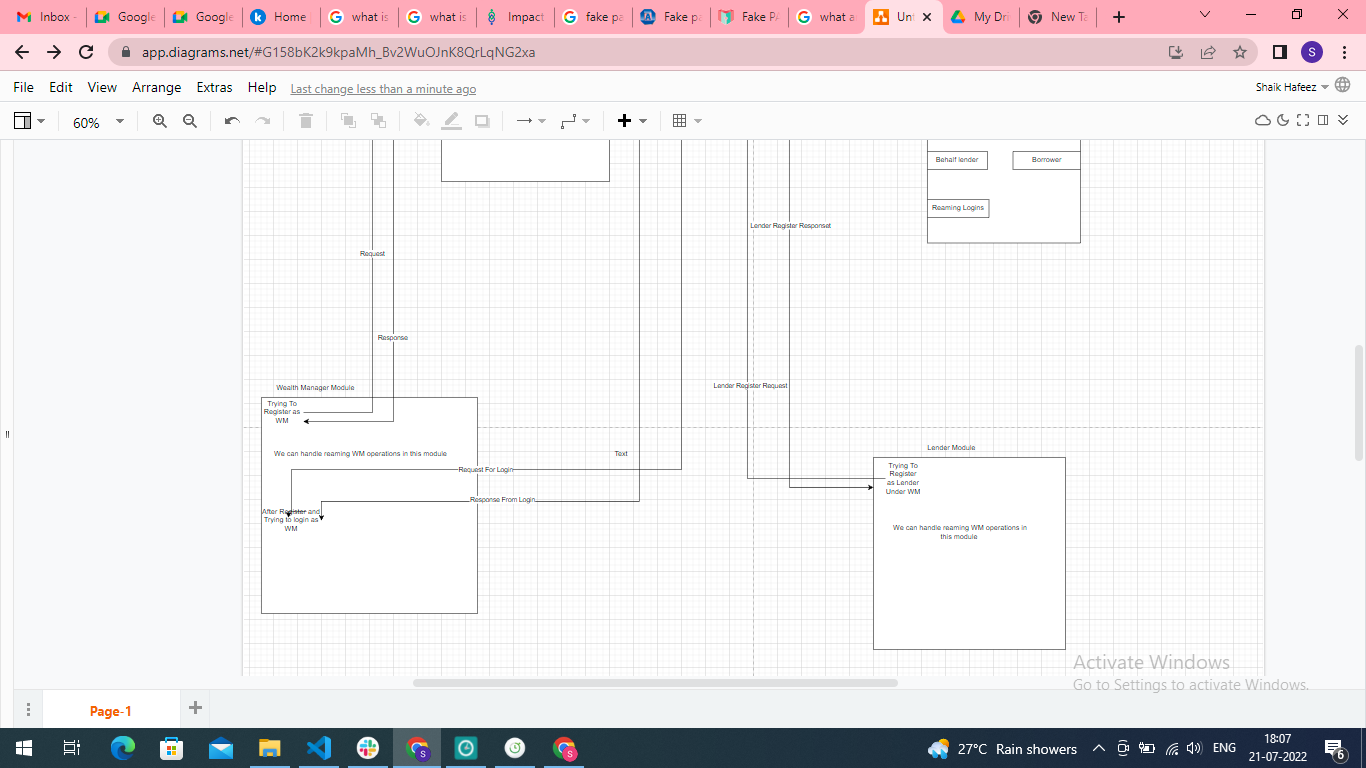 Inbox -
Google
Google
Home
what is
what is
Impact
fake pa
Fake pa
Fake PA
what a
Unt
My Dri
New Ta
app.diagrams.net/#G158bK2k9kpaMh_Bv2WuOJnK8QrLqNG2xa
S
File Edit View Arrange Extras Help Last change less than a minute ago
Shaik Hafeez
60%
Behalf lender
Borrower
Reaming Logins
Lender Register Responset
Request
Response
Lender Register Request
Wealth Manager Module
Trying To
Register as
WM
We can handle reaming WM operations in this module
Text
Request For Login
Response From Login
After Register and
Trying to login as
WM
Lender Module
Trying To
Register
as Lender
Under WM
We can handle reaming WM operations in
this module
Activate Windows
Go to Settings to activate Windows.
Page-1
27°C Rain showers
ENG
18:07
21-07-2022
6